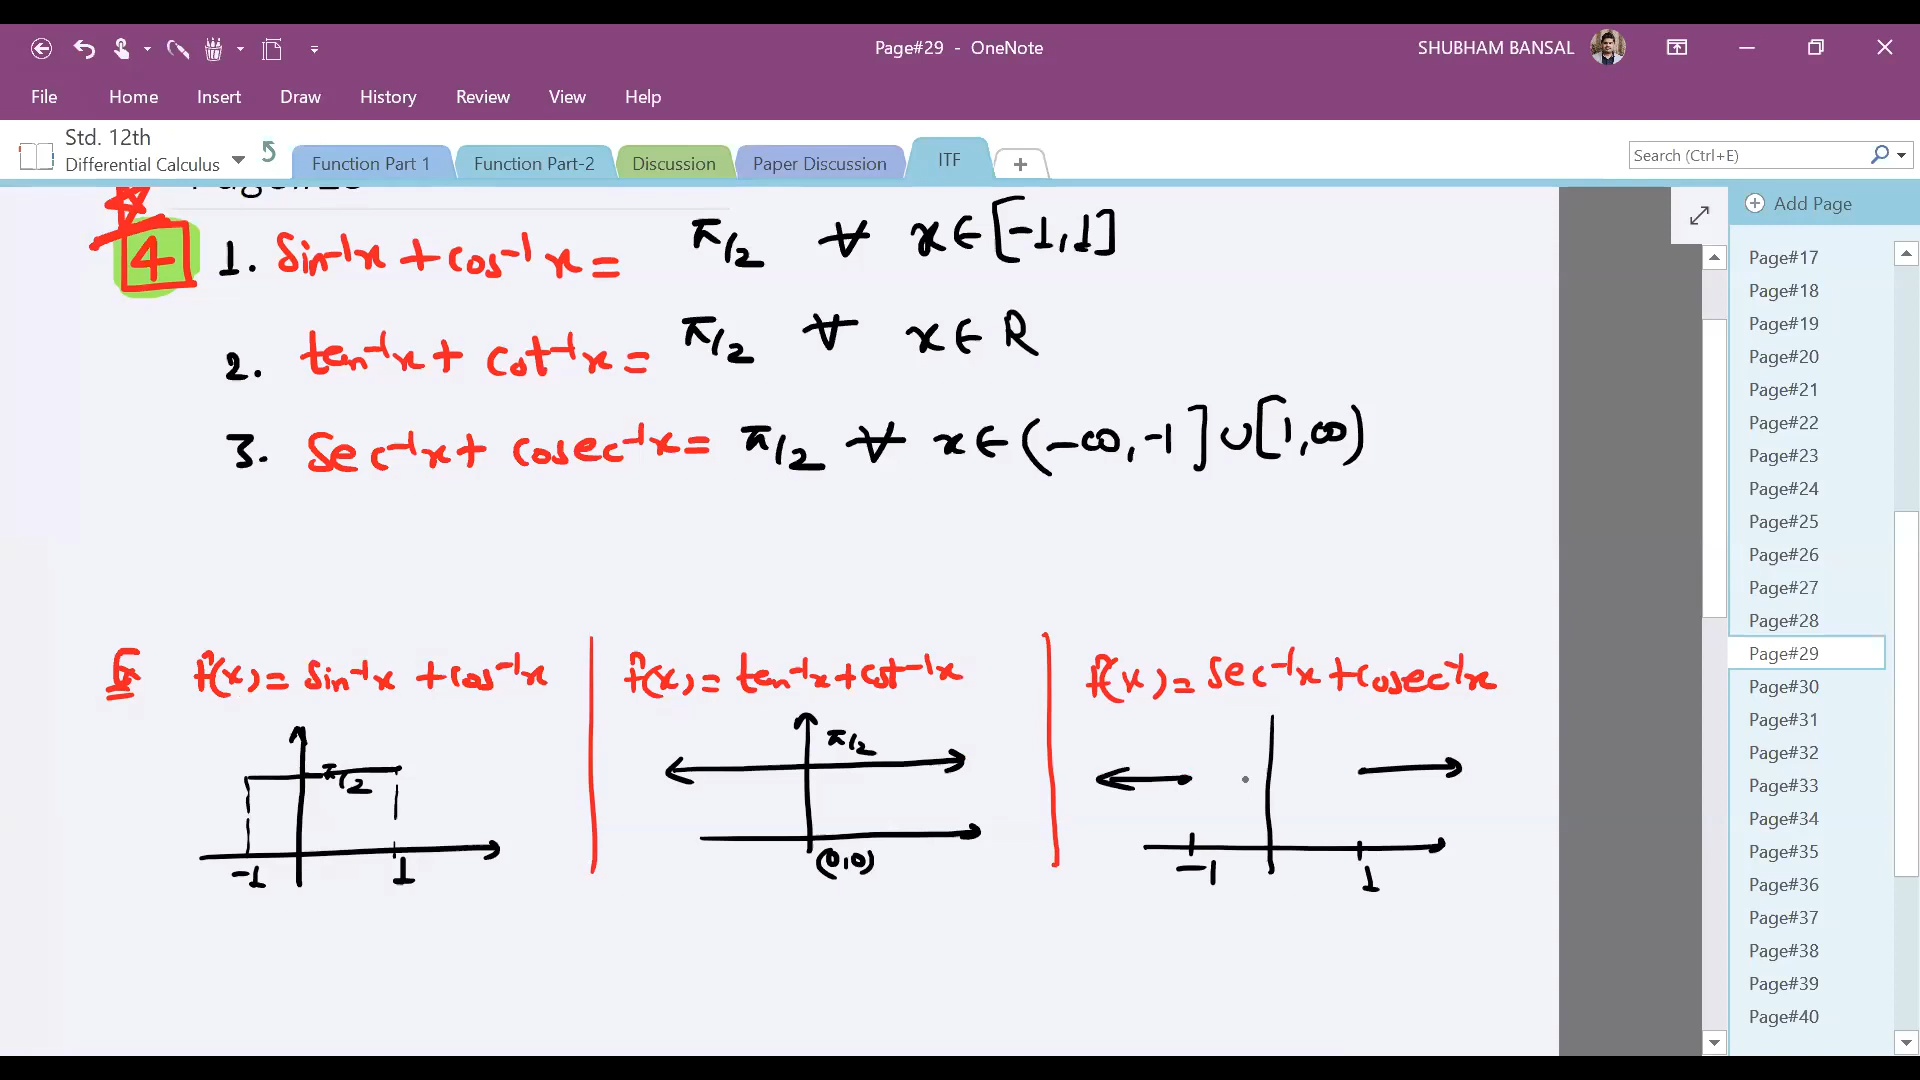 Page#29 - OneNote
SHUBHAM BANSAL
File Home Insert Draw History Review View Help
Std. 12th
Differential Calculus
Function Part 1
Function Part-2
Discussion
Paper Discussion
ITF
+
Search (Ctrl+E)
Add Page
4
1. sin⁻¹x + cos⁻¹x = π/2 ∀ x ∈ [-1,1]
2. tan⁻¹x + cot⁻¹x = π/2 ∀ x ∈ R
3. sec⁻¹x + cosec⁻¹x = π/2 ∀ x ∈ (-∞,-1] ∪ [1,∞)
f(x) = sin⁻¹x + cos⁻¹x
π/2
-1 1
f(x) = tan⁻¹x + cot⁻¹x
π/2
(0,0)
f(x) = sec⁻¹x + cosec⁻¹x
-1 1
Page#17
Page#18
Page#19
Page#20
Page#21
Page#22
Page#23
Page#24
Page#25
Page#26
Page#27
Page#28
Page#29
Page#30
Page#31
Page#32
Page#33
Page#34
Page#35
Page#36
Page#37
Page#38
Page#39
Page#40